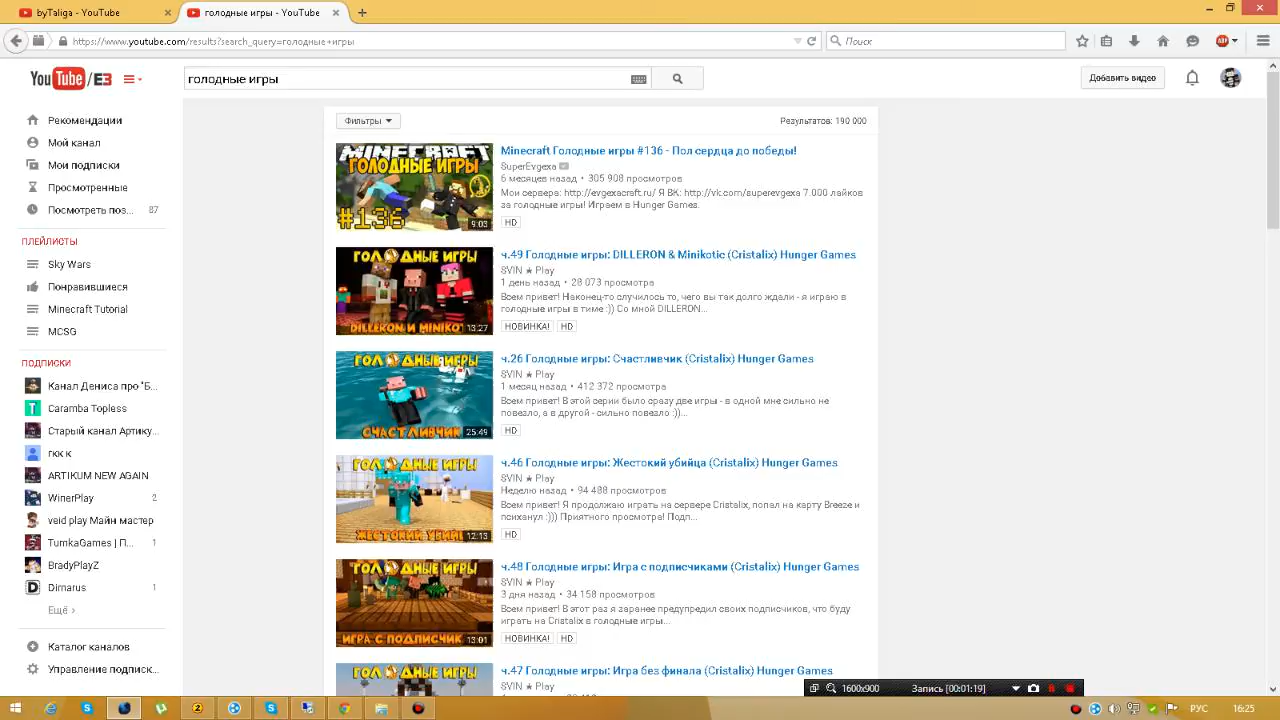 byTaliga - YouTube
голодные игры - YouTube
https://www.youtube.com/results?search_query=голодные+игры
Поиск
ABP
YouTube / E3
голодные игры
Добавить видео
Рекомендации
Мой канал
Мои подписки
Просмотренные
Посмотреть поз... 87
ПЛЕЙЛИСТЫ
Sky Wars
Понравившиеся
Minecraft Tutorial
MCSG
ПОДПИСКИ
Канал Дениса про "Б...
Caramba Topless
Старый канал Артику...
гкк к
ARTIKUM NEW AGAIN
WinerPlay 2
veid play Майн мастер
TumkaGames | П... 1
BradyPlayZ
Dimarus 1
Ещё ›
Каталог каналов
Управление подписк...
Фильтры
Результатов: 190 000
MINECRAFT
ГОЛОДНЫЕ ИГРЫ
#136
9:03
Minecraft Голодные игры #136 - Пол сердца до победы!
SuperEvgexa
6 месяцев назад • 305 908 просмотров
Мои сервера: http://evgexacraft.ru/ Я ВК: http://vk.com/superevgexa 7.000 лайков
за голодные игры! Играем в Hunger Games.
HD
ГОЛОДНЫЕ ИГРЫ
DILLERON И MINIKOT
13:27
ч.49 Голодные игры: DILLERON & Minikotic (Cristalix) Hunger Games
SVIN ★ Play
1 день назад • 28 073 просмотра
Всем привет! Наконец-то случилось то, чего вы так долго ждали - я играю в
голодные игры в тиме :)) Со мной DILLERON...
НОВИНКА! HD
ГОЛОДНЫЕ ИГРЫ
СЧАСТЛИВЧИК
25:49
ч.26 Голодные игры: Счастливчик (Cristalix) Hunger Games
SVIN ★ Play
1 месяц назад • 412 372 просмотра
Всем привет! В этой серии было сразу две игры - в одной мне сильно не
повезло, а в другой - сильно повезло :))...
HD
ГОЛОДНЫЕ ИГРЫ
ЖЕСТОКИЙ УБИЙЦ
12:13
ч.46 Голодные игры: Жестокий убийца (Cristalix) Hunger Games
SVIN ★ Play
Неделю назад • 94 488 просмотров
Всем привет! Я продолжаю играть на сервере Cristalix, попал на карту Breeze и
психанул :))) Приятного просмотра! Подп...
HD
ГОЛОДНЫЕ ИГРЫ
ИГРА С ПОДПИСЧИК
13:01
ч.48 Голодные игры: Игра с подписчиками (Cristalix) Hunger Games
SVIN ★ Play
3 дня назад • 34 158 просмотров
Всем привет! В этот раз я заранее предупредил своих подписчиков, что буду
играть на Cristalix в голодные игры...
НОВИНКА! HD
ГОЛОДНЫЕ ИГРЫ
ч.47 Голодные игры: Игра без финала (Cristalix) Hunger Games
SVIN ★ Play
1600x900
Запись [00:01:19]
РУС
16:25